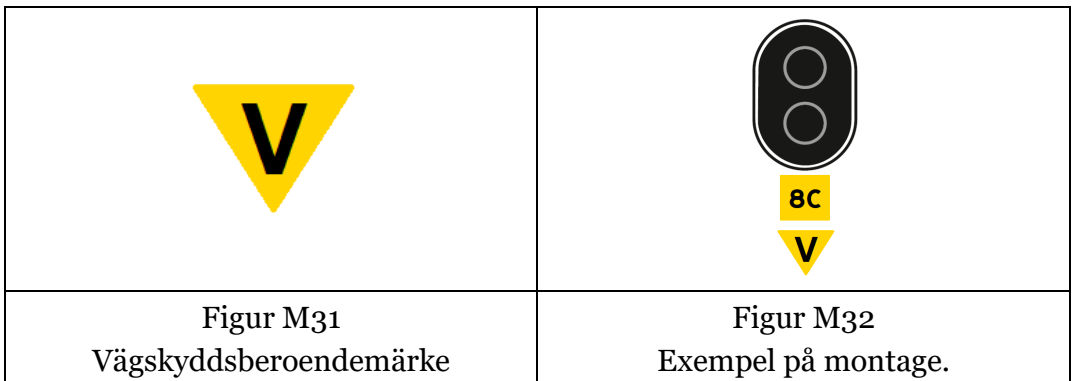 V
8C
V
Figur M31
Vägskyddsberoendemärke
Figur M32
Exempel på montage.